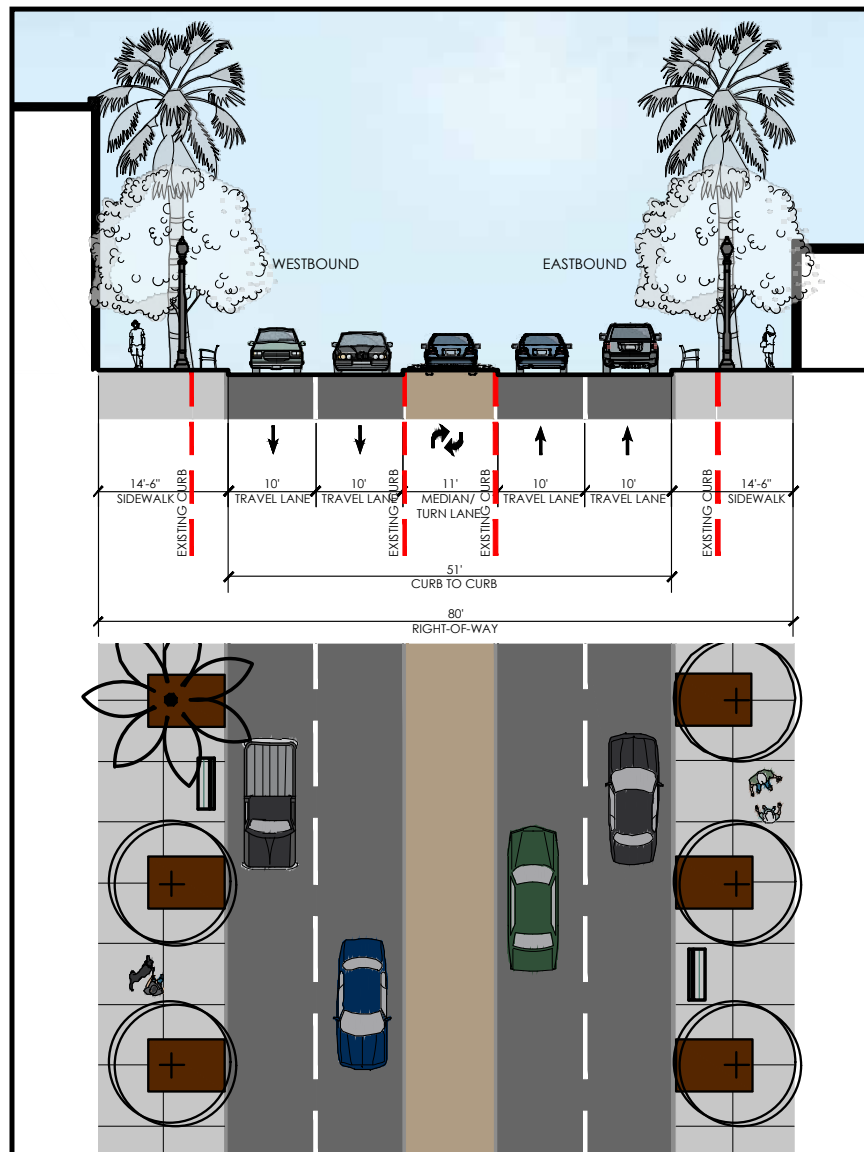 WESTBOUND
EASTBOUND
14'-6"
SIDEWALK
EXISTING CURB
10'
TRAVEL LANE
10'
TRAVEL LANE
EXISTING CURB
11'
MEDIAN/
TURN LANE
EXISTING CURB
10'
TRAVEL LANE
10'
TRAVEL LANE
EXISTING CURB
14'-6"
SIDEWALK
51'
CURB TO CURB
80'
RIGHT-OF-WAY